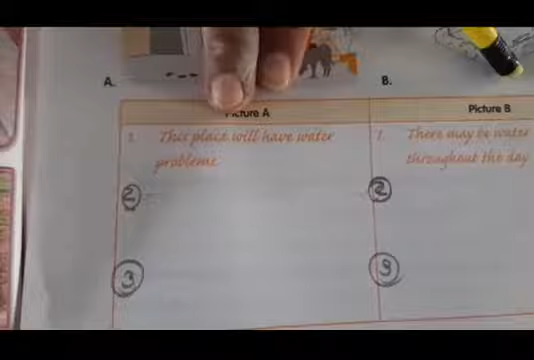 A.
B.
Picture A
Picture B
1. This place will have water
problems
1. There may be water
throughout the day
2
2
3
3